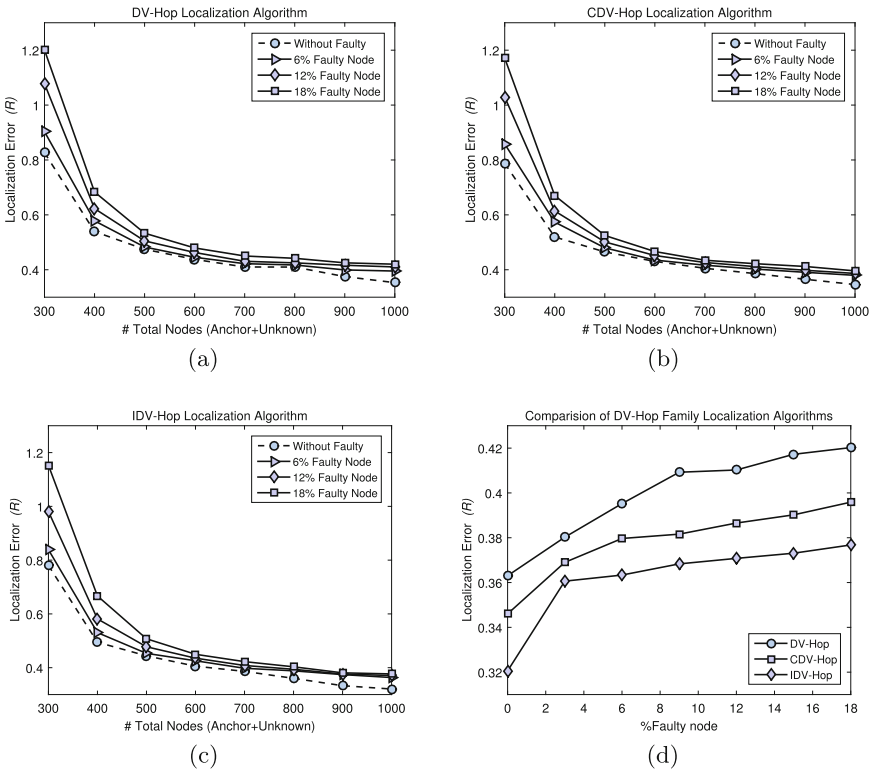 DV-Hop Localization Algorithm
Localization Error (R)
1.2
1
0.8
0.6
0.4
Without Faulty
6% Faulty Node
12% Faulty Node
18% Faulty Node
300 400 500 600 700 800 900 1000
# Total Nodes (Anchor+Unknown)
(a)
CDV-Hop Localization Algorithm
Localization Error (R)
1.2
1
0.8
0.6
0.4
Without Faulty
6% Faulty Node
12% Faulty Node
18% Faulty Node
300 400 500 600 700 800 900 1000
# Total Nodes (Anchor+Unknown)
(b)
IDV-Hop Localization Algorithm
Localization Error (R)
1.2
1
0.8
0.6
0.4
Without Faulty
6% Faulty Node
12% Faulty Node
18% Faulty Node
300 400 500 600 700 800 900 1000
# Total Nodes (Anchor+Unknown)
(c)
Comparision of DV-Hop Family Localization Algorithms
Localization Error (R)
0.42
0.4
0.38
0.36
0.34
0.32
DV-Hop
CDV-Hop
IDV-Hop
0 2 4 6 8 10 12 14 16 18
%Faulty node
(d)